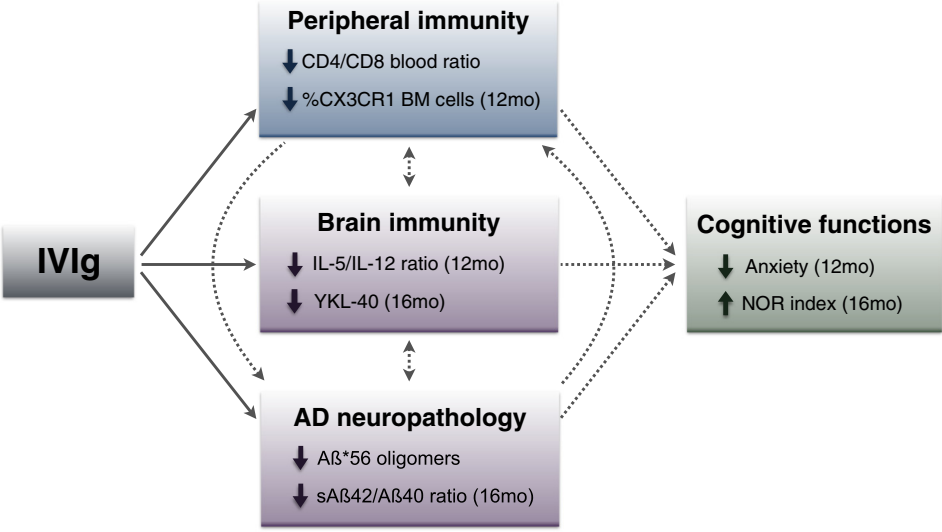 Peripheral immunity
CD4/CD8 blood ratio
%CX3CR1 BM cells (12mo)
IVIg
Brain immunity
IL-5/IL-12 ratio (12mo)
YKL-40 (16mo)
Cognitive functions
Anxiety (12mo)
NOR index (16mo)
AD neuropathology
Aß*56 oligomers
sAß42/Aß40 ratio (16mo)